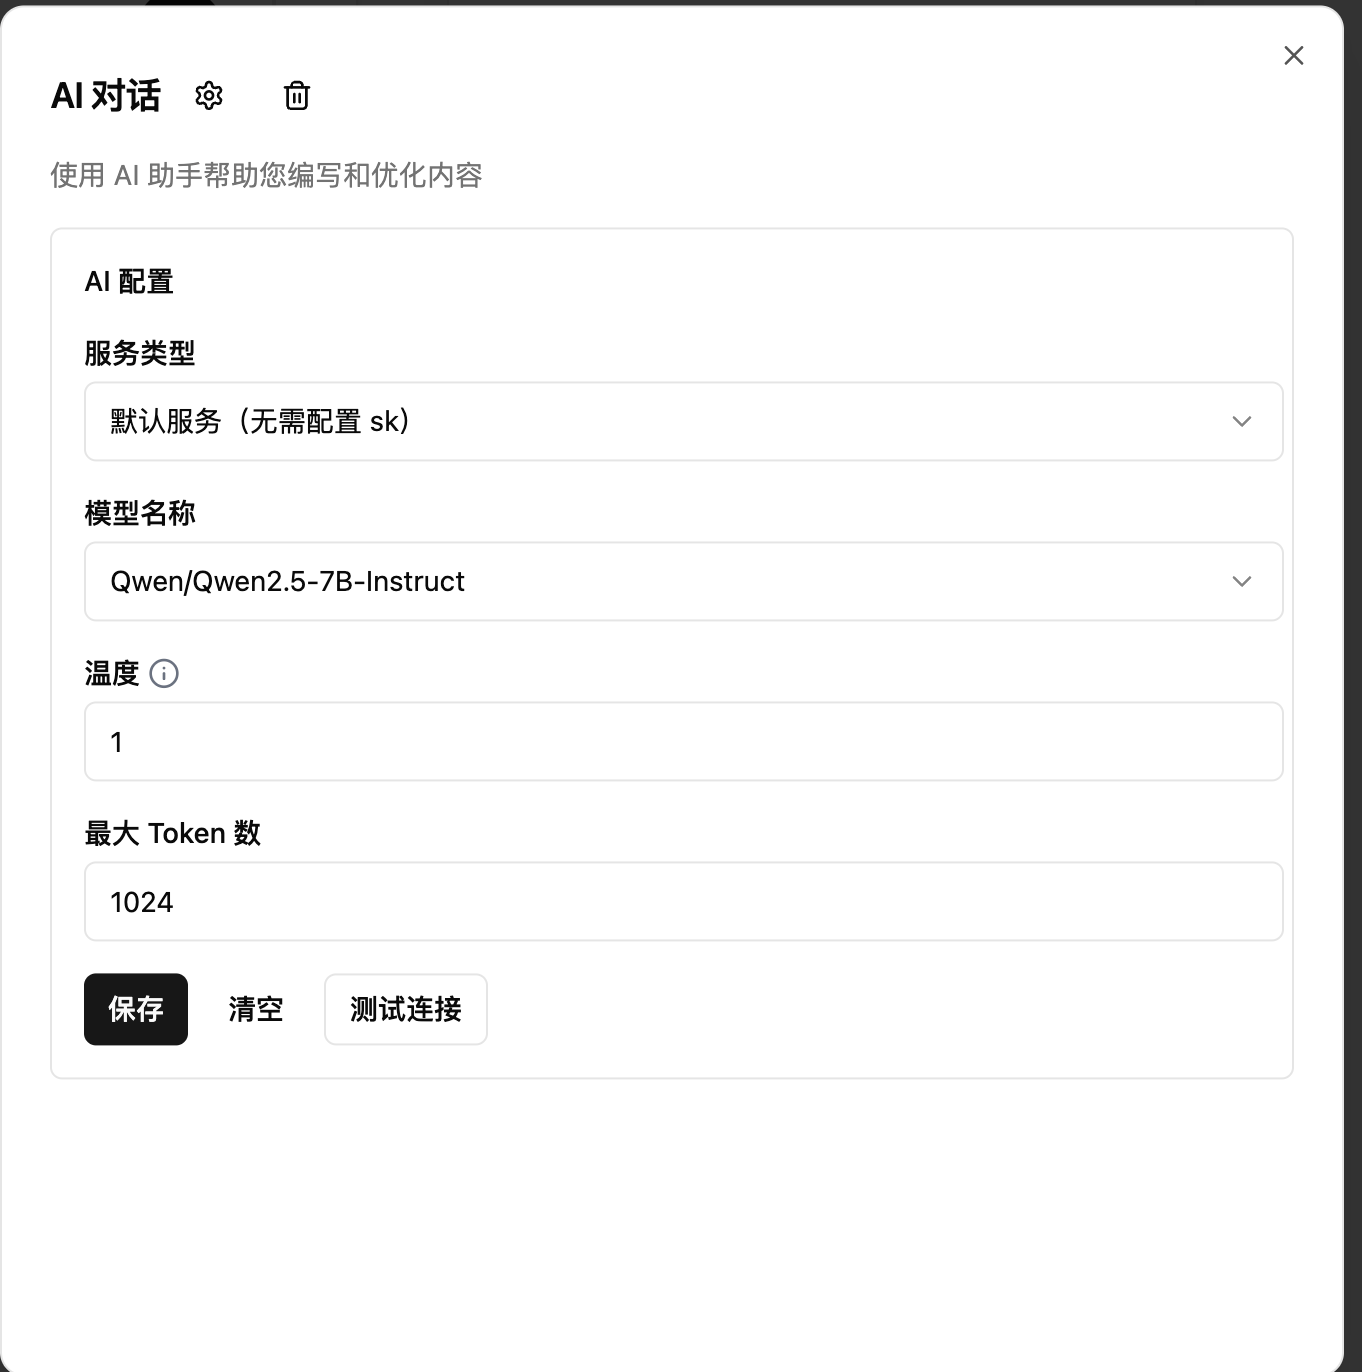 AI 对话
使用 AI 助手帮助您编写和优化内容
AI 配置
服务类型
默认服务（无需配置 sk）
模型名称
Qwen/Qwen2.5-7B-Instruct
温度
1
最大 Token 数
1024
保存 清空 测试连接